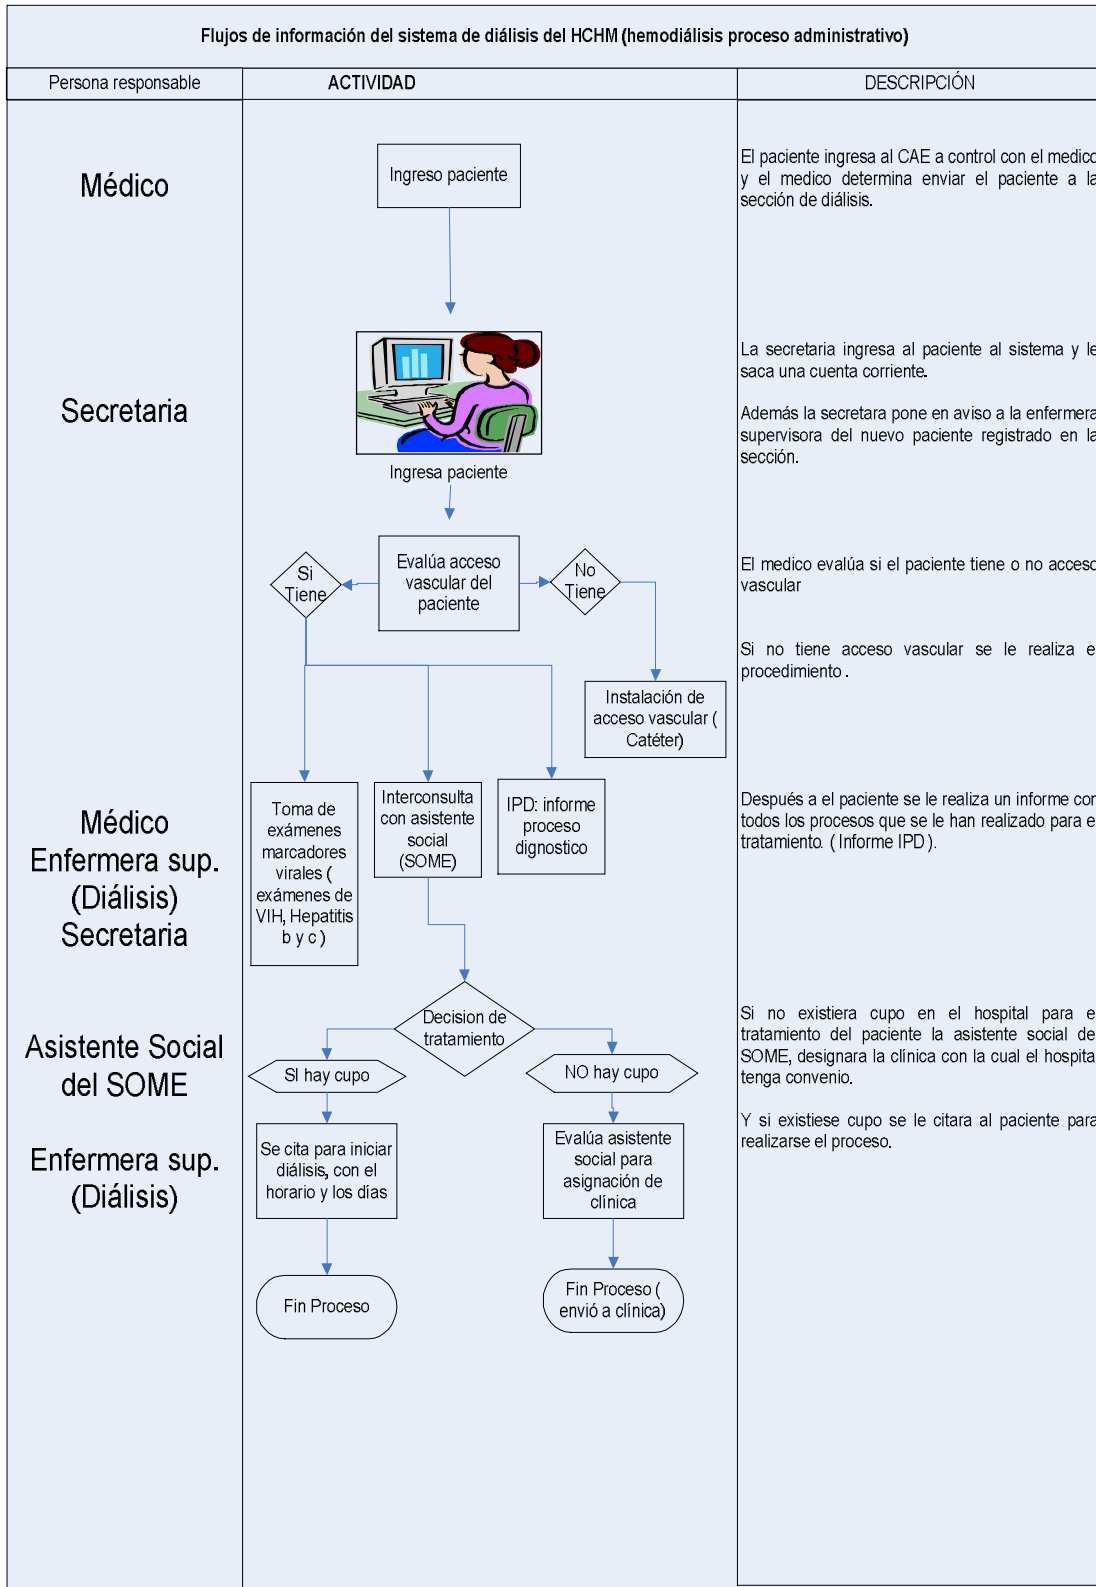 Flujos de información del sistema de diálisis del HCHM (hemodiálisis proceso administrativo)
Persona responsable
ACTIVIDAD
DESCRIPCIÓN
Médico
Ingreso paciente
El paciente ingresa al CAE a control con el medico
y el medico determina enviar el paciente a la
sección de diálisis.
Secretaria
Ingresa paciente
La secretaria ingresa al paciente al sistema y le
saca una cuenta corriente.
Además la secretara pone en aviso a la enfermera
supervisora del nuevo paciente registrado en la
sección.
Si
Tiene
Evalúa acceso
vascular del
paciente
No
Tiene
El medico evalúa si el paciente tiene o no acceso
vascular
Si no tiene acceso vascular se le realiza e
procedimiento .
Instalación de
acceso vascular (
Catéter)
Médico
Enfermera sup.
(Diálisis)
Secretaria
Toma de
exámenes
marcadores
virales (
exámenes de
VIH, Hepatitis
b y c )
Interconsulta
con asistente
social
(SOME)
IPD: informe
proceso
dignostico
Después a el paciente se le realiza un informe con
todos los procesos que se le han realizado para e
tratamiento. ( Informe IPD ).
Asistente Social
del SOME
Decision de
tratamiento
SI hay cupo
NO hay cupo
Si no existiera cupo en el hospital para e
tratamiento del paciente la asistente social de
SOME, designara la clínica con la cual el hospita
tenga convenio.
Y si existiese cupo se le citara al paciente para
realizarse el proceso.
Enfermera sup.
(Diálisis)
Se cita para iniciar
diálisis, con el
horario y los días
Evalúa asistente
social para
asignación de
clínica
Fin Proceso
Fin Proceso (
envió a clínica)